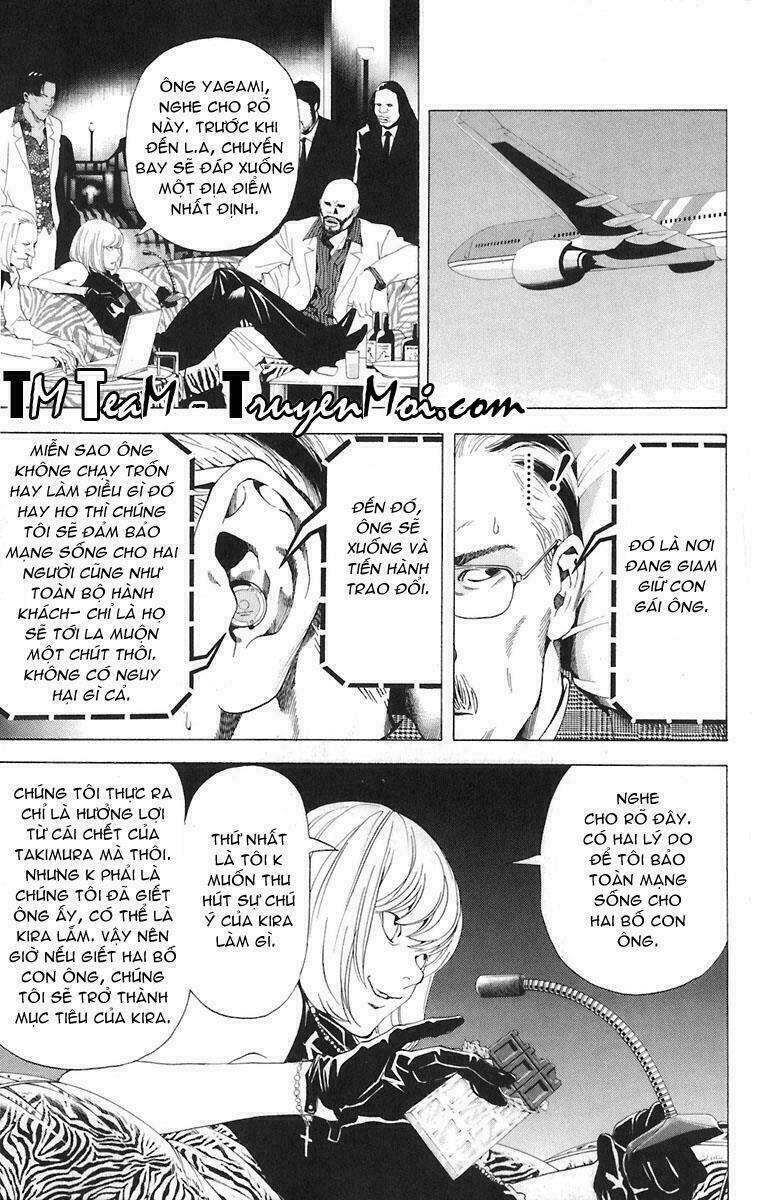 ÔNG YAGAMI,
NGHE CHO RÕ
NÀY. TRƯỚC KHI
ĐẾN L.A, CHUYẾN
BAY SẼ ĐÁP XUỐNG
MỘT ĐỊA ĐIỂM
NHẤT ĐỊNH.
TM TeaM - TruyenMoi.com
!
ĐÓ LÀ NƠI
ĐANG GIAM
GIỮ CON
GÁI ÔNG.
ĐẾN ĐÓ,
ÔNG SẼ
XUỐNG VÀ
TIẾN HÀNH
TRAO ĐỔI.
MIỄN SAO ÔNG
KHÔNG CHẠY TRỐN
HAY LÀM ĐIỀU GÌ ĐÓ
HAY HO THÌ CHÚNG
TÔI SẼ ĐẢM BẢO
MẠNG SỐNG CHO HAI
NGƯỜI CŨNG NHƯ
TOÀN BỘ HÀNH
KHÁCH- CHỈ LÀ HỌ
SẼ TỚI LA MUỘN
MỘT CHÚT THÔI.
KHÔNG CÓ NGUY
HẠI GÌ CẢ.
NGHE
CHO RÕ ĐÂY.
CÓ HAI LÝ DO
ĐỂ TÔI BẢO
TOÀN MẠNG
SỐNG CHO
HAI BỐ CON
ÔNG.
THỨ NHẤT
LÀ TÔI K
MUỐN THU
HÚT SỰ CHÚ
Ý CỦA KIRA
LÀM GÌ.
CHÚNG TÔI THỰC RA
CHỈ LÀ HƯỞNG LỢI
TỪ CÁI CHẾT CỦA
TAKIMURA MÀ THÔI.
NHƯNG K PHẢI LÀ
CHÚNG TÔI ĐÃ GIẾT
ÔNG ẤY, CÓ THỂ LÀ
KIRA LẮM. VẬY NÊN
GIỜ NẾU GIẾT HAI BỐ
CON ÔNG, CHÚNG
TÔI SẼ TRỞ THÀNH
MỤC TIÊU CỦA KIRA.